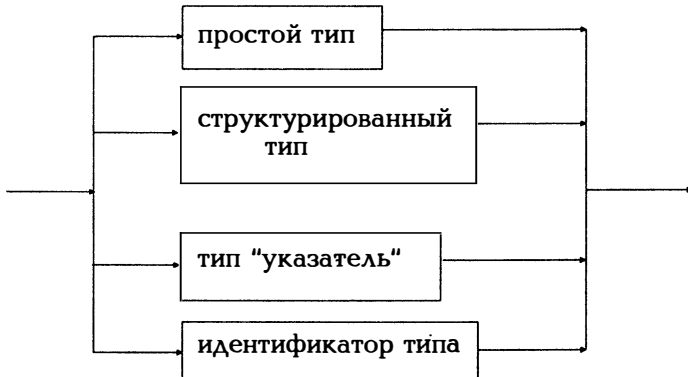 простой тип
структурированный
тип
тип "указатель"
идентификатор типа